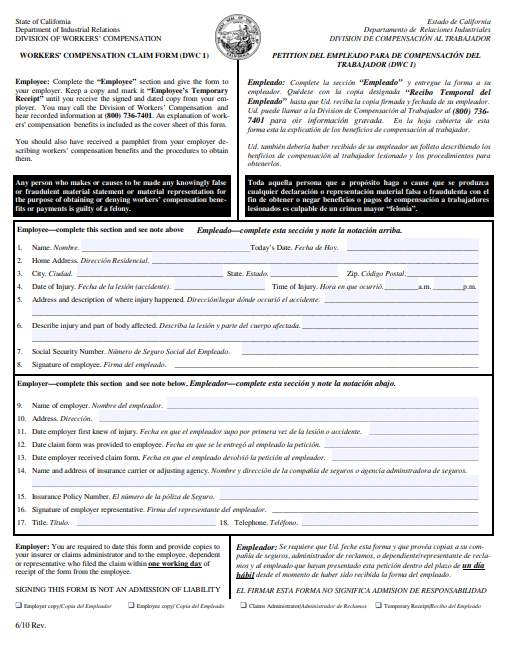 State of California
Department of Industrial Relations
DIVISION OF WORKERS' COMPENSATION
Estado de California
Departamento de Relaciones Industriales
DIVISION DE COMPENSACIÓN AL TRABAJADOR
WORKERS' COMPENSATION CLAIM FORM (DWC 1)
PETITION DEL EMPLEADO PARA DE COMPENSACIÓN DEL
TRABAJADOR (DWC 1)
Employee: Complete the "Employee" section and give the form to
your employer. Keep a copy and mark it "Employee's Temporary
Receipt" until you receive the signed and dated copy from your em-
ployer. You may call the Division of Workers' Compensation and
hear recorded information at (800) 736-7401. An explanation of work-
ers' compensation benefits is included as the cover sheet of this form.
You should also have received a pamphlet from your employer de-
scribing workers' compensation benefits and the procedures to obtain
them.
Empleado: Complete la sección "Empleado" y entregue la forma a su
empleador. Quédese con la copia designada "Recibo Temporal del
Empleado" hasta que Ud. reciba la copia firmada y fechada de su empleador.
Ud. puede llamar a la Division de Compensación al Trabajador al (800) 736-
7401 para oir información gravada. En la hoja cubierta de esta
forma esta la explicatión de los beneficios de compensación al trabajador.
Ud. también debería haber recibido de su empleador un folleto describiendo los
benficios de compensación al trabajador lesionado y los procedimientos para
obtenerlos.
Any person who makes or causes to be made any knowingly false
or fraudulent material statement or material representation for
the purpose of obtaining or denying workers' compensation bene-
fits or payments is guilty of a felony.
Toda aquella persona que a propósito haga o cause que se produzca
cualquier declaración o representación material falsa o fraudulenta con el
fin de obtener o negar beneficios o pagos de compensación a trabajadores
lesionados es culpable de un crimen mayor "felonia".
Employee—complete this section and see note above Empleado—complete esta sección y note la notación arriba.
1. Name. Nombre. Today's Date. Fecha de Hoy.
2. Home Address. Dirección Residencial.
3. City. Ciudad. State. Estado. Zip. Código Postal.
4. Date of Injury. Fecha de la lesión (accidente). Time of Injury. Hora en que ocurrió. a.m. p.m.
5. Address and description of where injury happened. Dirección/lugar dónde occurió el accidente.
6. Describe injury and part of body affected. Describa la lesión y parte del cuerpo afectada.
7. Social Security Number. Número de Seguro Social del Empleado.
8. Signature of employee. Firma del empleado.
Employer—complete this section and see note below. Empleador—complete esta sección y note la notación abajo.
9. Name of employer. Nombre del empleador.
10. Address. Dirección.
11. Date employer first knew of injury. Fecha en que el empleador supo por primera vez de la lesión o accidente.
12. Date claim form was provided to employee. Fecha en que se le entregó al empleado la petición.
13. Date employer received claim form. Fecha en que el empleado devolvió la petición al empleador.
14. Name and address of insurance carrier or adjusting agency. Nombre y dirección de la compañía de seguros o agencia adminstradora de seguros.
15. Insurance Policy Number. El número de la póliza de Seguro.
16. Signature of employer representative. Firma del representante del empleador.
17. Title. Título. 18. Telephone. Teléfono.
Employer: You are required to date this form and provide copies to
your insurer or claims administrator and to the employee, dependent
or representative who filed the claim within one working day of
receipt of the form from the employee.
SIGNING THIS FORM IS NOT AN ADMISSION OF LIABILITY
Empleador: Se requiere que Ud. feche esta forma y que provéa copias a su com-
pañía de seguros, administrador de reclamos, o dependiente/representante de recla-
mos y al empleado que hayan presentado esta petición dentro del plazo de un día
hábil desde el momento de haber sido recibida la forma del empleado.
EL FIRMAR ESTA FORMA NO SIGNIFICA ADMISION DE RESPONSABILIDAD
Employer copy/Copia del Empleador Employee copy/Copia del Empleado Claims Administrator/Administrador de Reclamos Temporary Receipt/Recibo del Empleado
6/10 Rev.